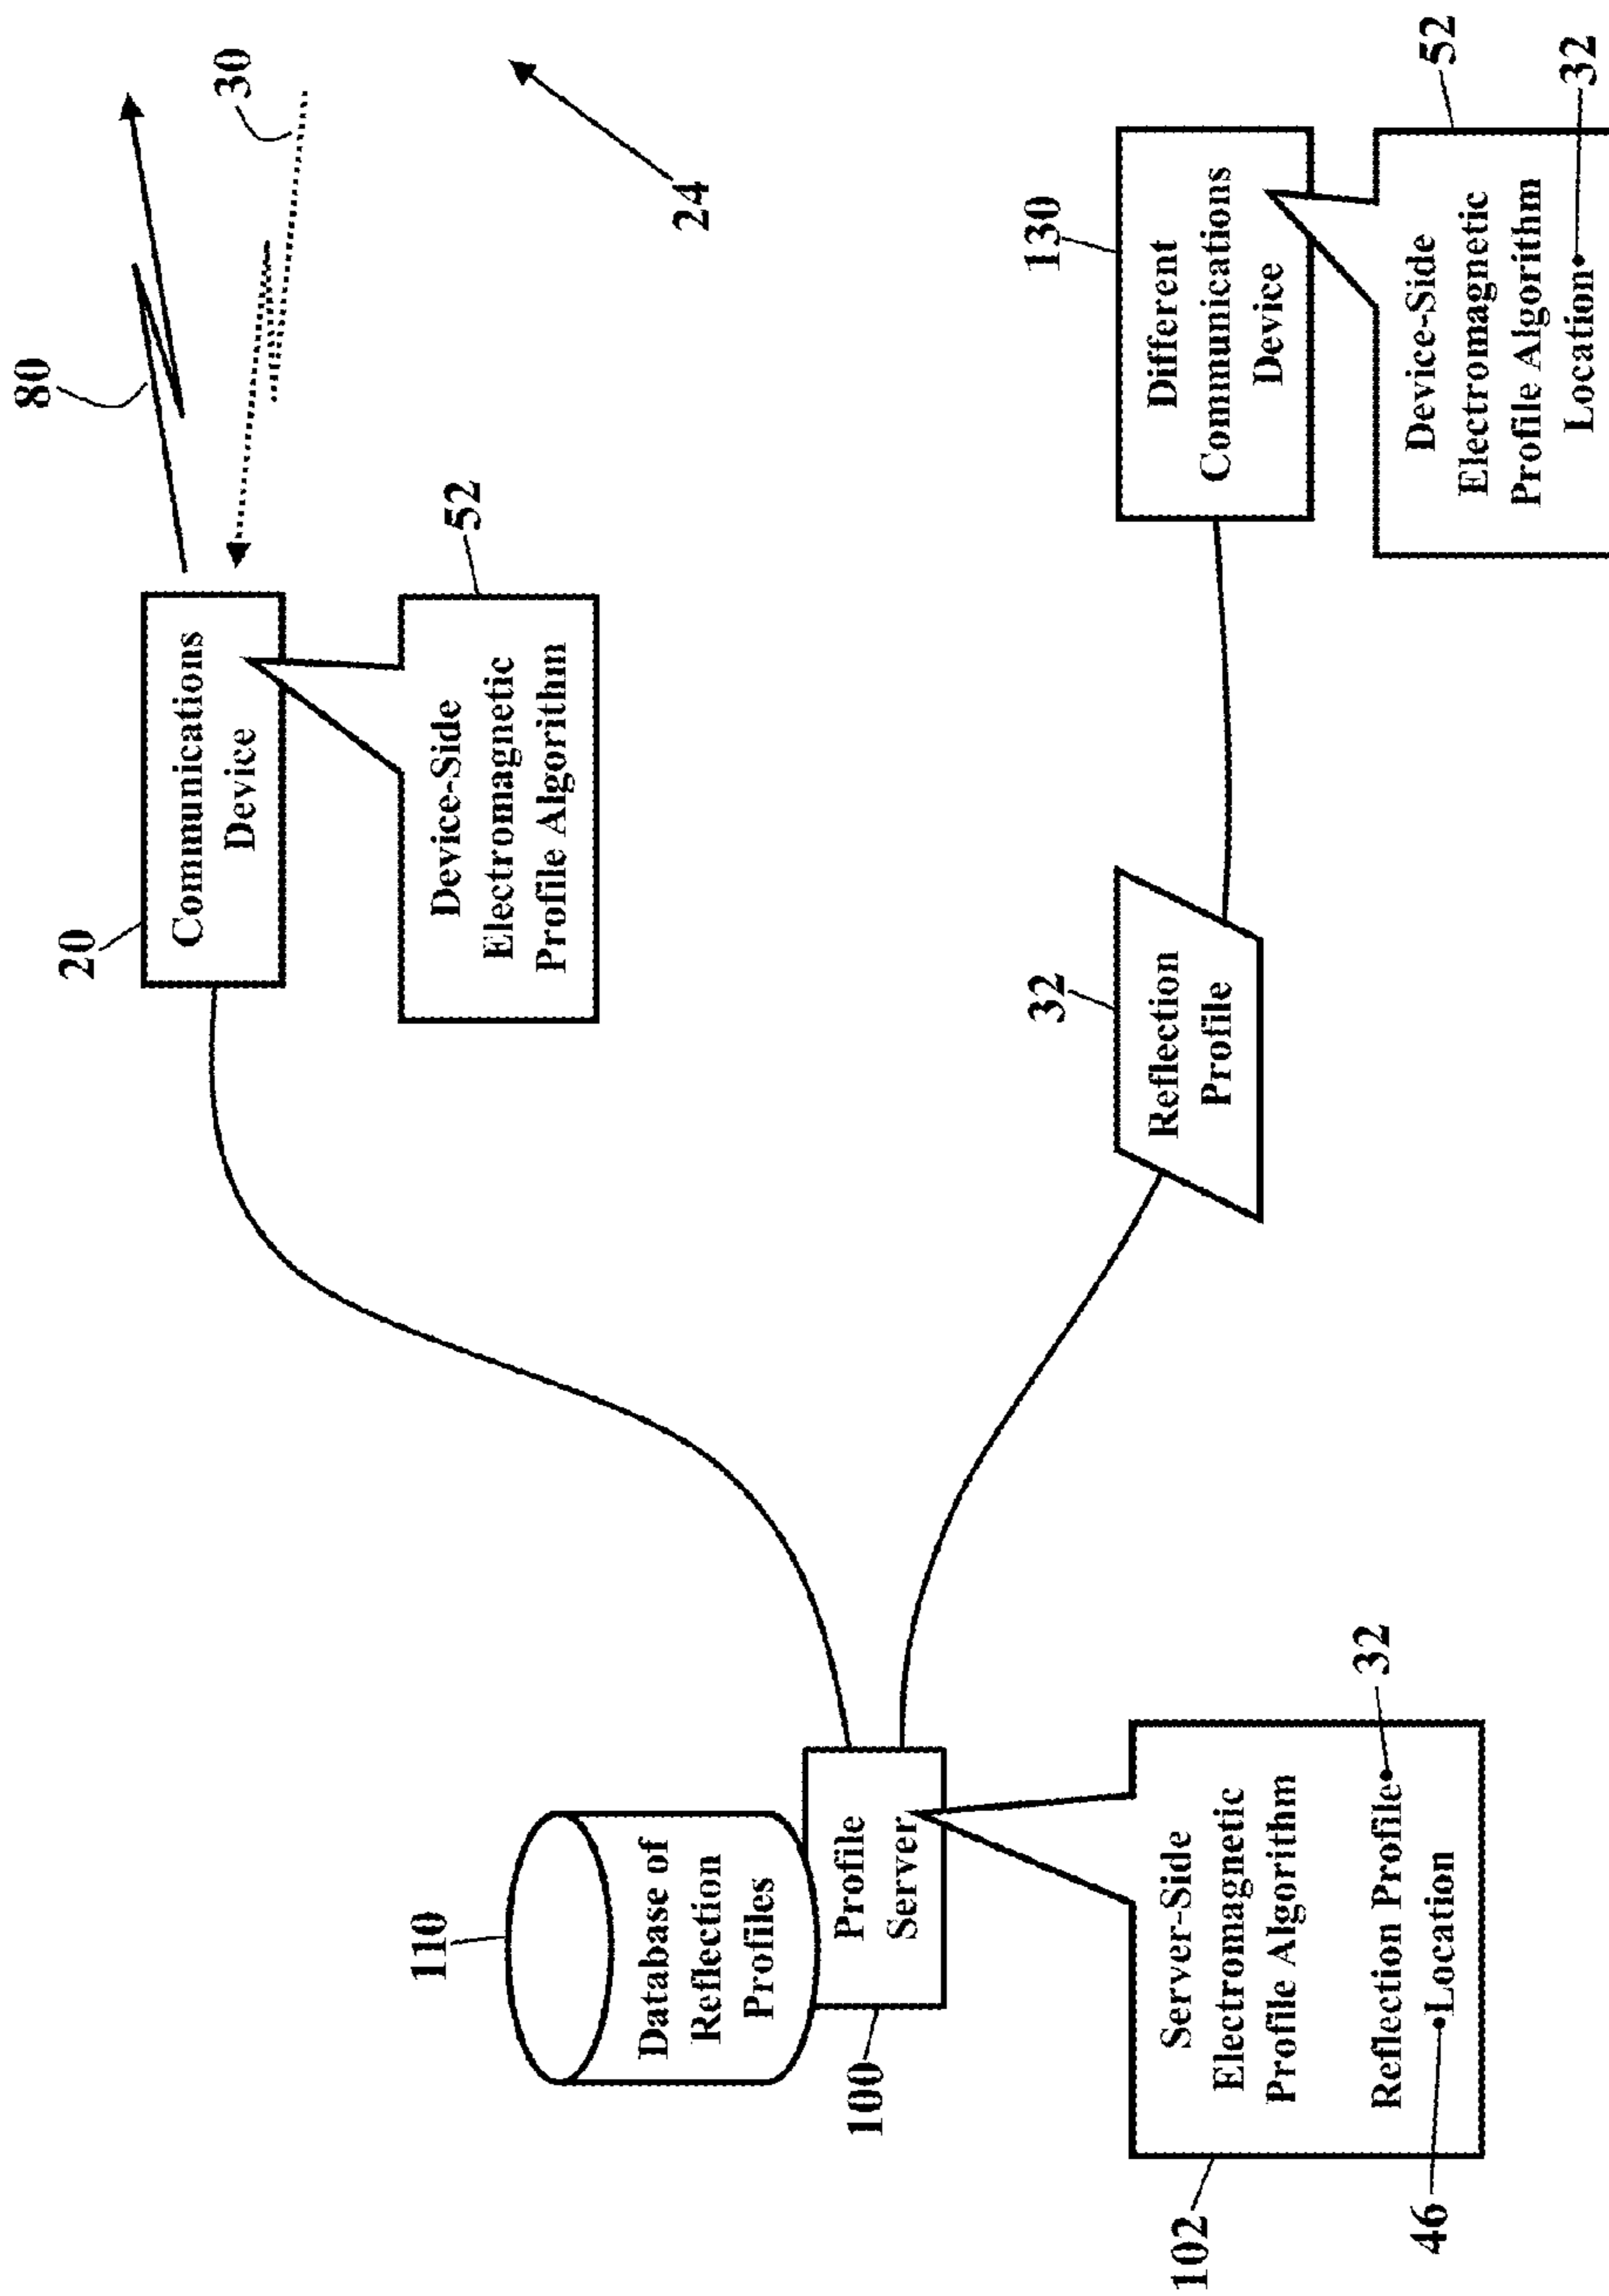 80
30
24
20
Communications
Device
52
Device-Side
Electromagnetic
Profile Algorithm
110
Database of
Reflection
Profiles
100
Profile
Server
102
Server-Side
Electromagnetic
Profile Algorithm
Reflection Profile
32
46
Location
32
Reflection
Profile
130
Different
Communications
Device
52
Device-Side
Electromagnetic
Profile Algorithm
Location
32